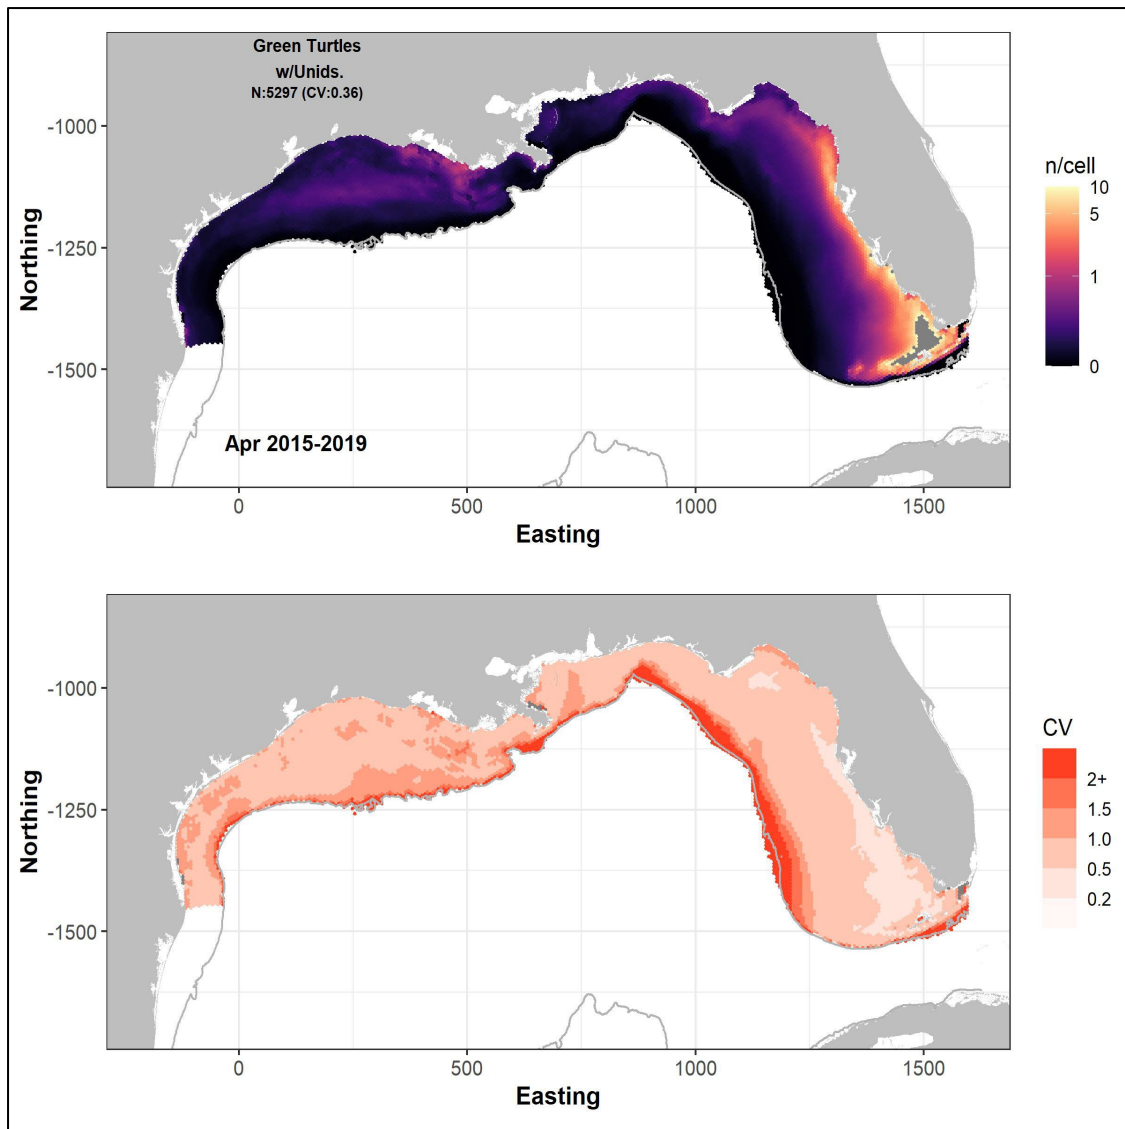 Green Turtles
w/Unids.
N:5297 (CV:0.36)
-1000
-1250
-1500
Northing
Apr 2015-2019
0
500
1000
1500
Easting
n/cell
10
5
1
0
-1000
-1250
-1500
Northing
0
500
1000
1500
Easting
CV
2+
1.5
1.0
0.5
0.2